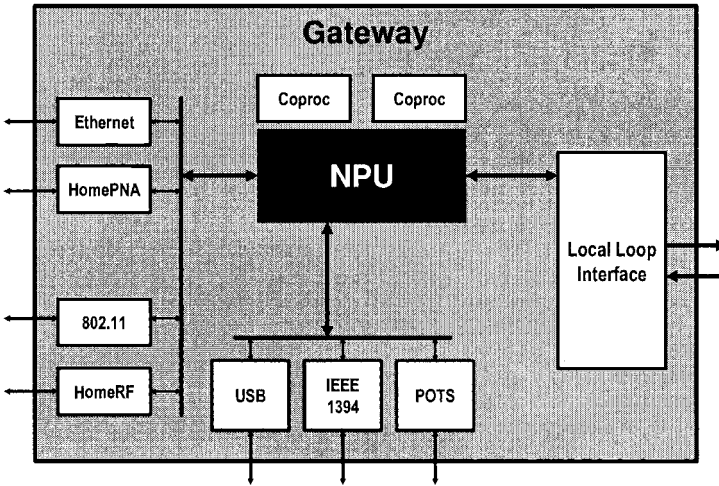 Gateway
Coproc
Coproc
Ethernet
NPU
HomePNA
Local Loop
Interface
802.11
HomeRF
USB
IEEE
1394
POTS